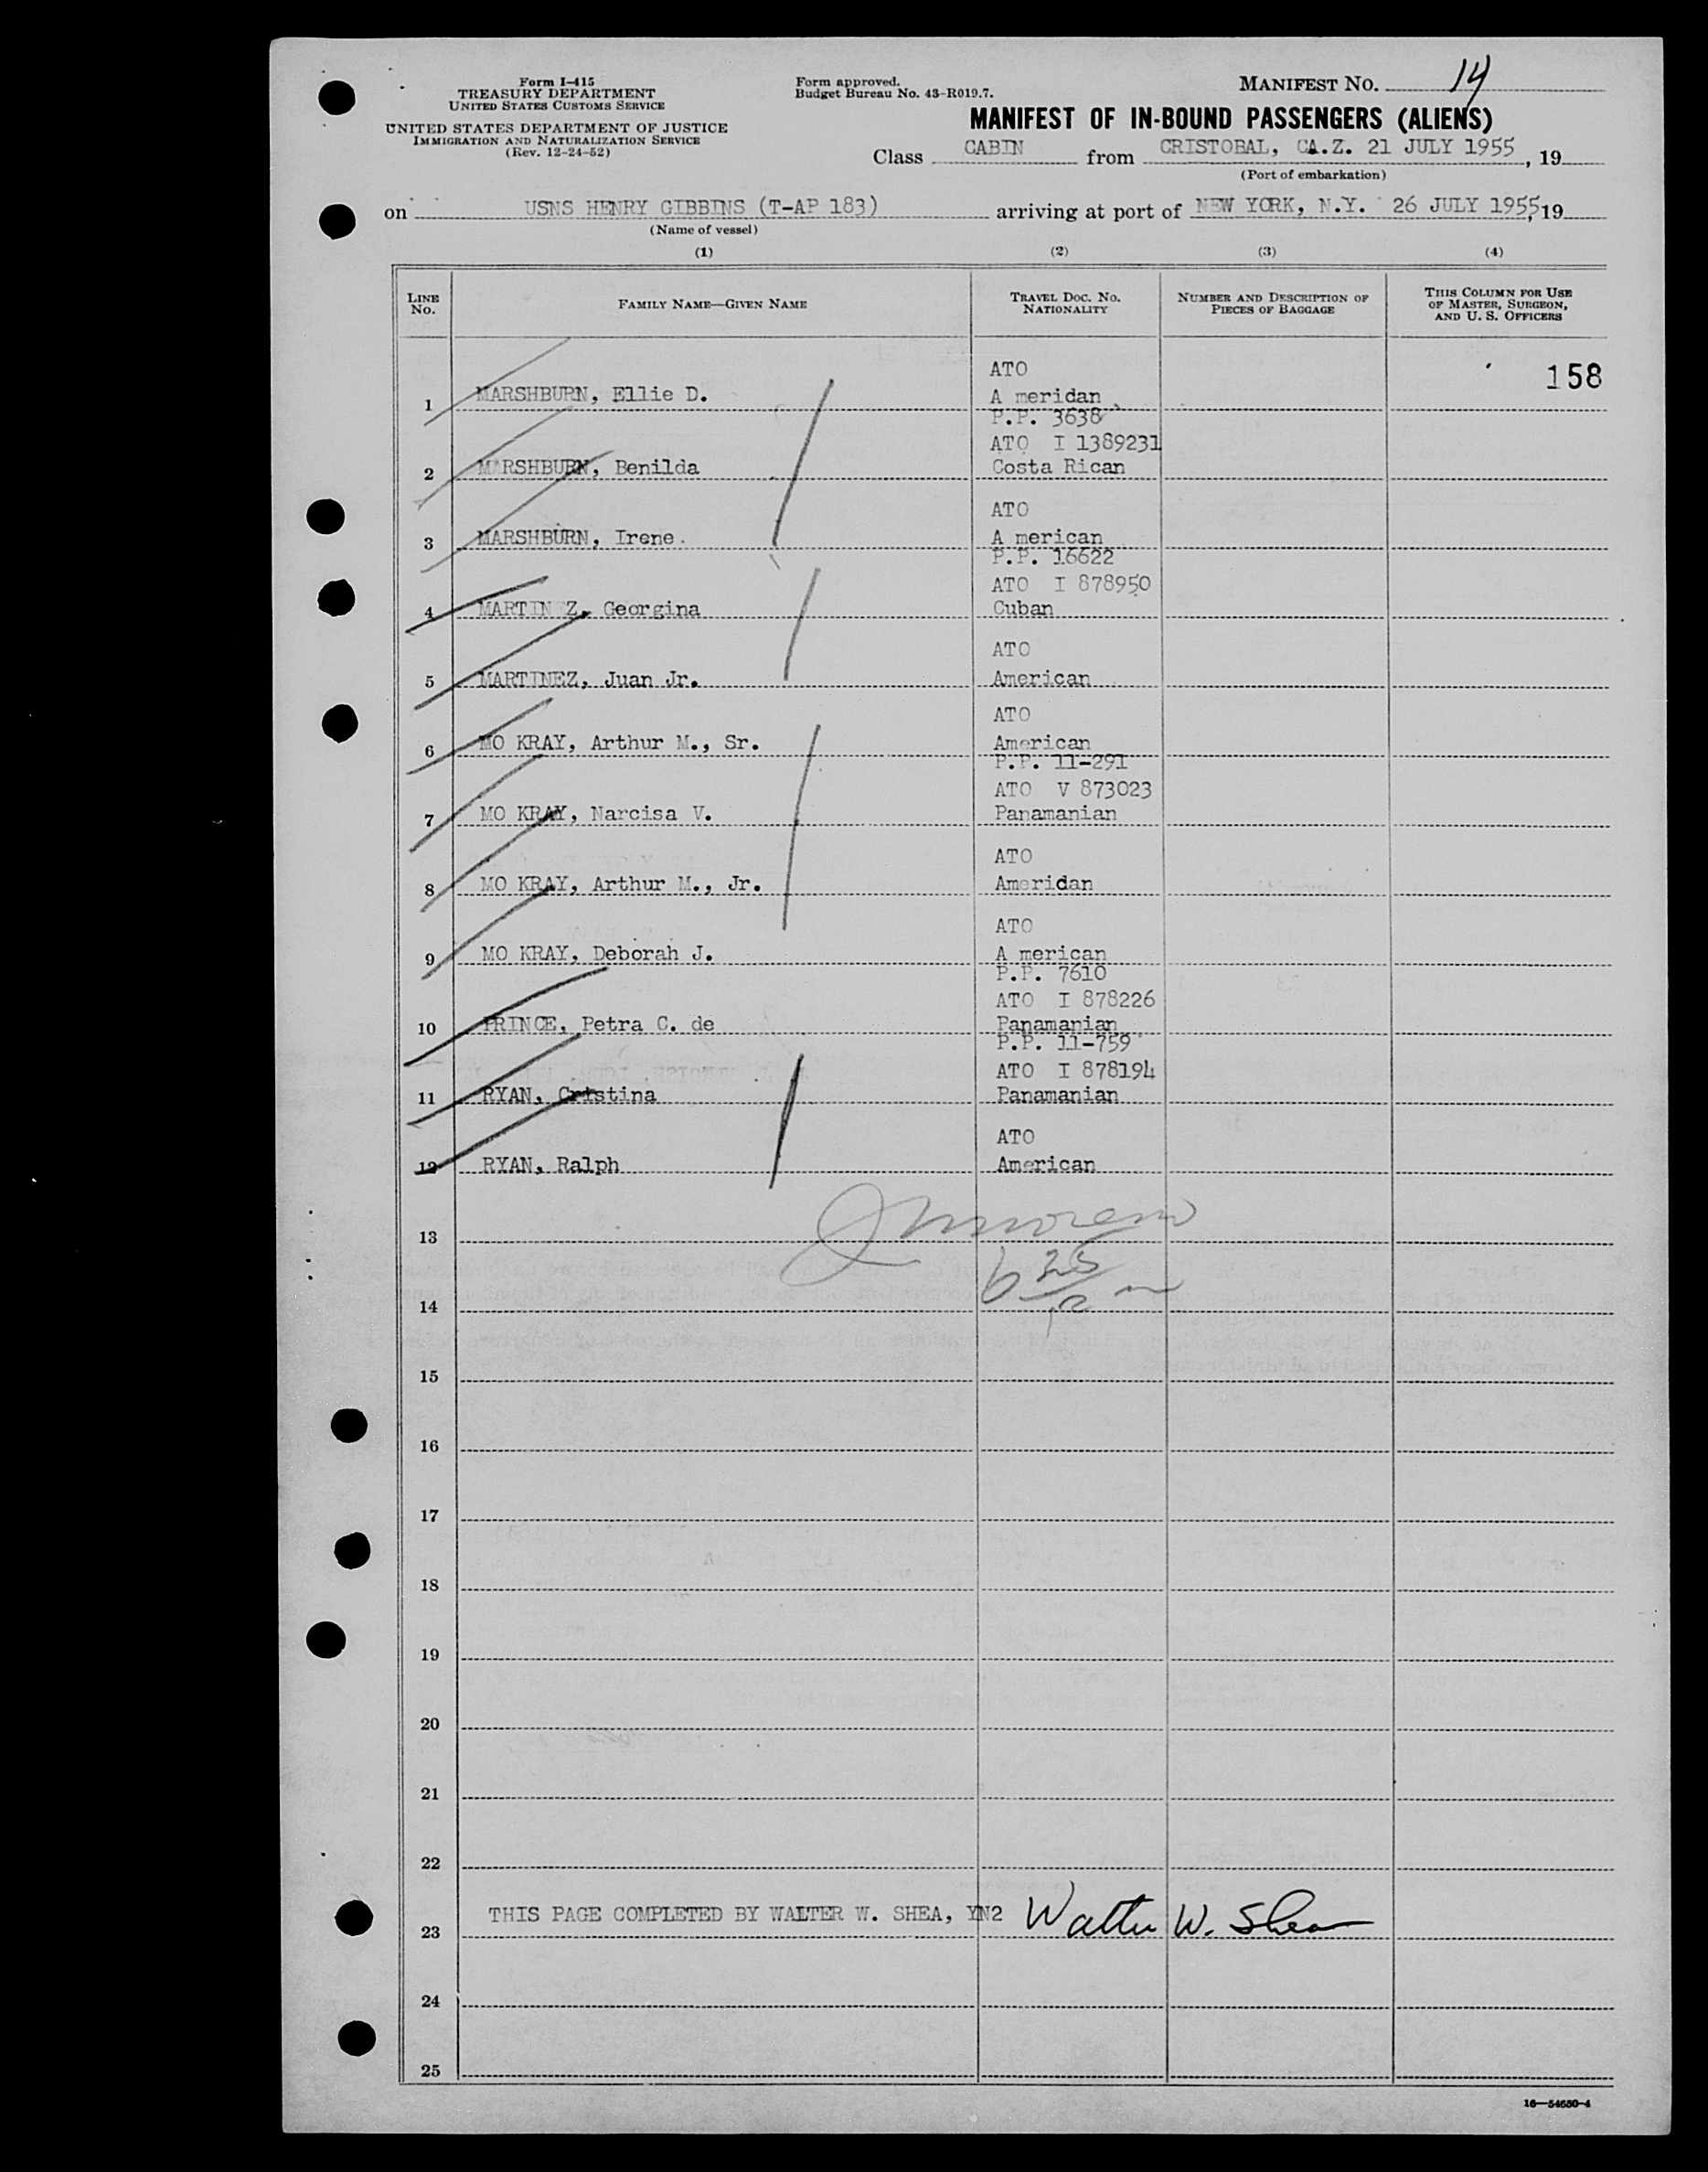 Form I-415
TREASURY DEPARTMENT
UNITED STATES CUSTOMS SERVICE
UNITED STATES DEPARTMENT OF JUSTICE
IMMIGRATION AND NATURALIZATION SERVICE
(Rev. 12-24-52)
Form approved.
Budget Bureau No. 43-R019.7.
MANIFEST NO. 14
MANIFEST OF IN-BOUND PASSENGERS (ALIENS)
Class CABIN from CRISTOBAL, CA.Z. 21 JULY 1955, 19
(Port of embarkation)
on USNS HENRY GIBBINS (T-AP 183) arriving at port of NEW YORK, N.Y. 26 JULY 1955, 19
(Name of vessel)
(1) (2) (3) (4)
LINE NO. FAMILY NAME—GIVEN NAME TRAVEL DOC. NO. NATIONALITY NUMBER AND DESCRIPTION OF PIECES OF BAGGAGE THIS COLUMN FOR USE OF MASTER, SURGEON, AND U. S. OFFICERS
158
ATO
1 MARSHBURN, Ellie D. A meridan
P.P. 3638
ATO I 1389231
2 MARSHBURN, Benilda Costa Rican
ATO
3 MARSHBURN, Irene. A merican
P.P. 16622
ATO I 878950
4 MARTIN Z, Georgina Cuban
ATO
5 MARTINEZ, Juan Jr. American
ATO
6 MO KRAY, Arthur M., Sr. American
P.P. 11-291
ATO V 873023
7 MO KRAY, Narcisa V. Panamanian
ATO
8 MO KRAY, Arthur M., Jr. Ameridan
ATO
9 MO KRAY, Deborah J. A merican
P.P. 7610
ATO I 878226
10 PRINCE, Petra C. de Panamanian
P.P. 11-759
ATO I 878194
11 RYAN, Cristina Panamanian
ATO
12 RYAN, Ralph American
13
14
15
16
17
18
19
20
21
22
23 THIS PAGE COMPLETED BY WALTER W. SHEA, YN2 Walter W. Shea
24
25
16—54650-4